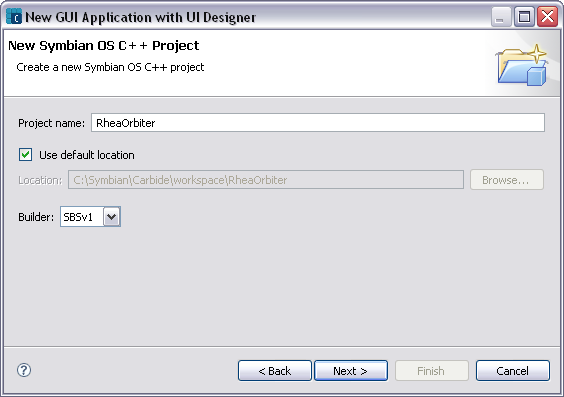 New GUI Application with UI Designer
New Symbian OS C++ Project
Create a new Symbian OS C++ project
Project name: RheaOrbiter
Use default location
Location: C:\Symbian\Carbide\workspace\RheaOrbiter Browse...
Builder: SBSv1
? < Back Next > Finish Cancel